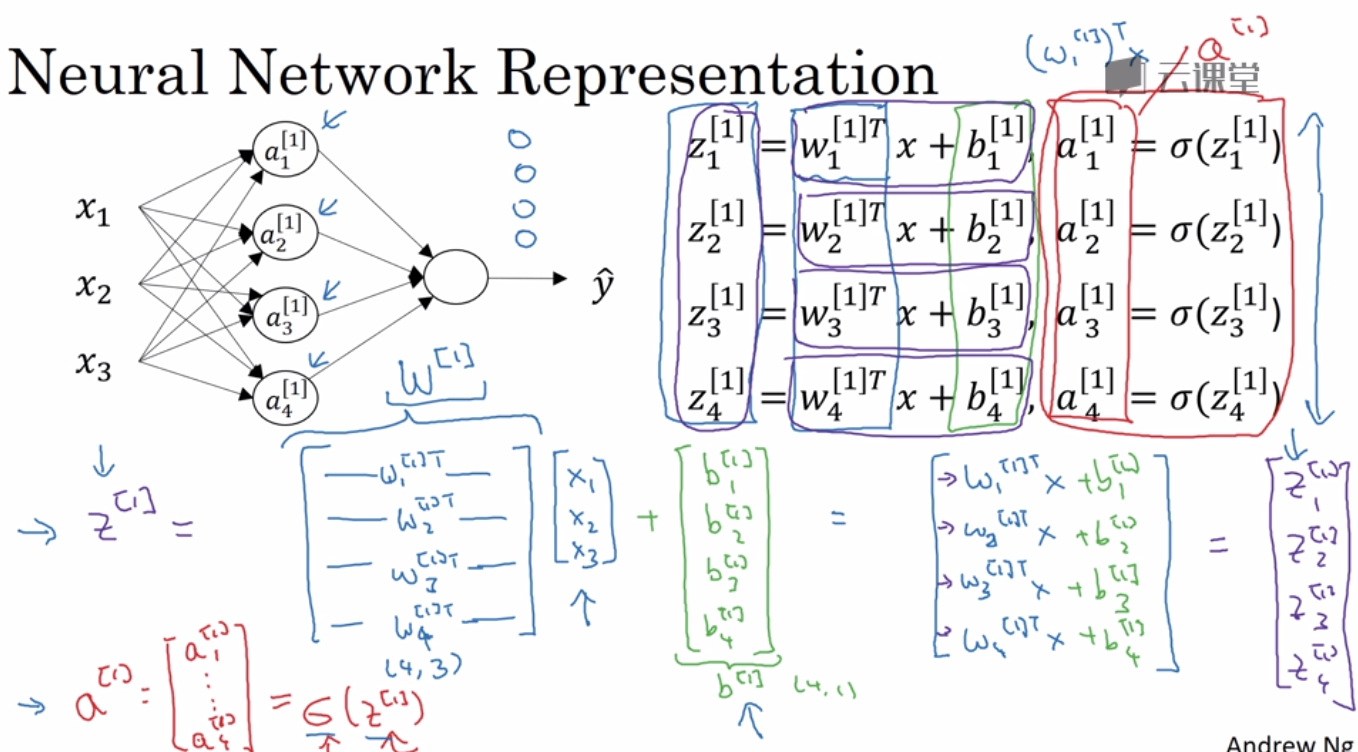 Neural Network Representation
(w₁^[1])ᵀ x
a^[1]
云课堂
x₁
x₂
x₃
a₁^[1]
a₂^[1]
a₃^[1]
a₄^[1]
ŷ
z₁^[1] = w₁^[1]T x + b₁^[1], a₁^[1] = σ(z₁^[1])
z₂^[1] = w₂^[1]T x + b₂^[1], a₂^[1] = σ(z₂^[1])
z₃^[1] = w₃^[1]T x + b₃^[1], a₃^[1] = σ(z₃^[1])
z₄^[1] = w₄^[1]T x + b₄^[1], a₄^[1] = σ(z₄^[1])
W^[1]
→ z^[1] = [ — w₁^[1]T — ] [ x₁ ] + [ b₁^[1] ] = [ → w₁^[1]T x + b₁^[1] ] = [ z₁^[1] ]
— w₂^[1]T — x₂ b₂^[1] → w₂^[1]T x + b₂^[1] z₂^[1]
— w₃^[1]T — x₃ b₃^[1] → w₃^[1]T x + b₃^[1] z₃^[1]
— w₄^[1]T — b₄^[1] → w₄^[1]T x + b₄^[1] z₄^[1]
(4,3)
b^[1] (4,1)
→ a^[1] = [ a₁^[1] ⋮ a₄^[1] ] = σ(z^[1])
Andrew Ng